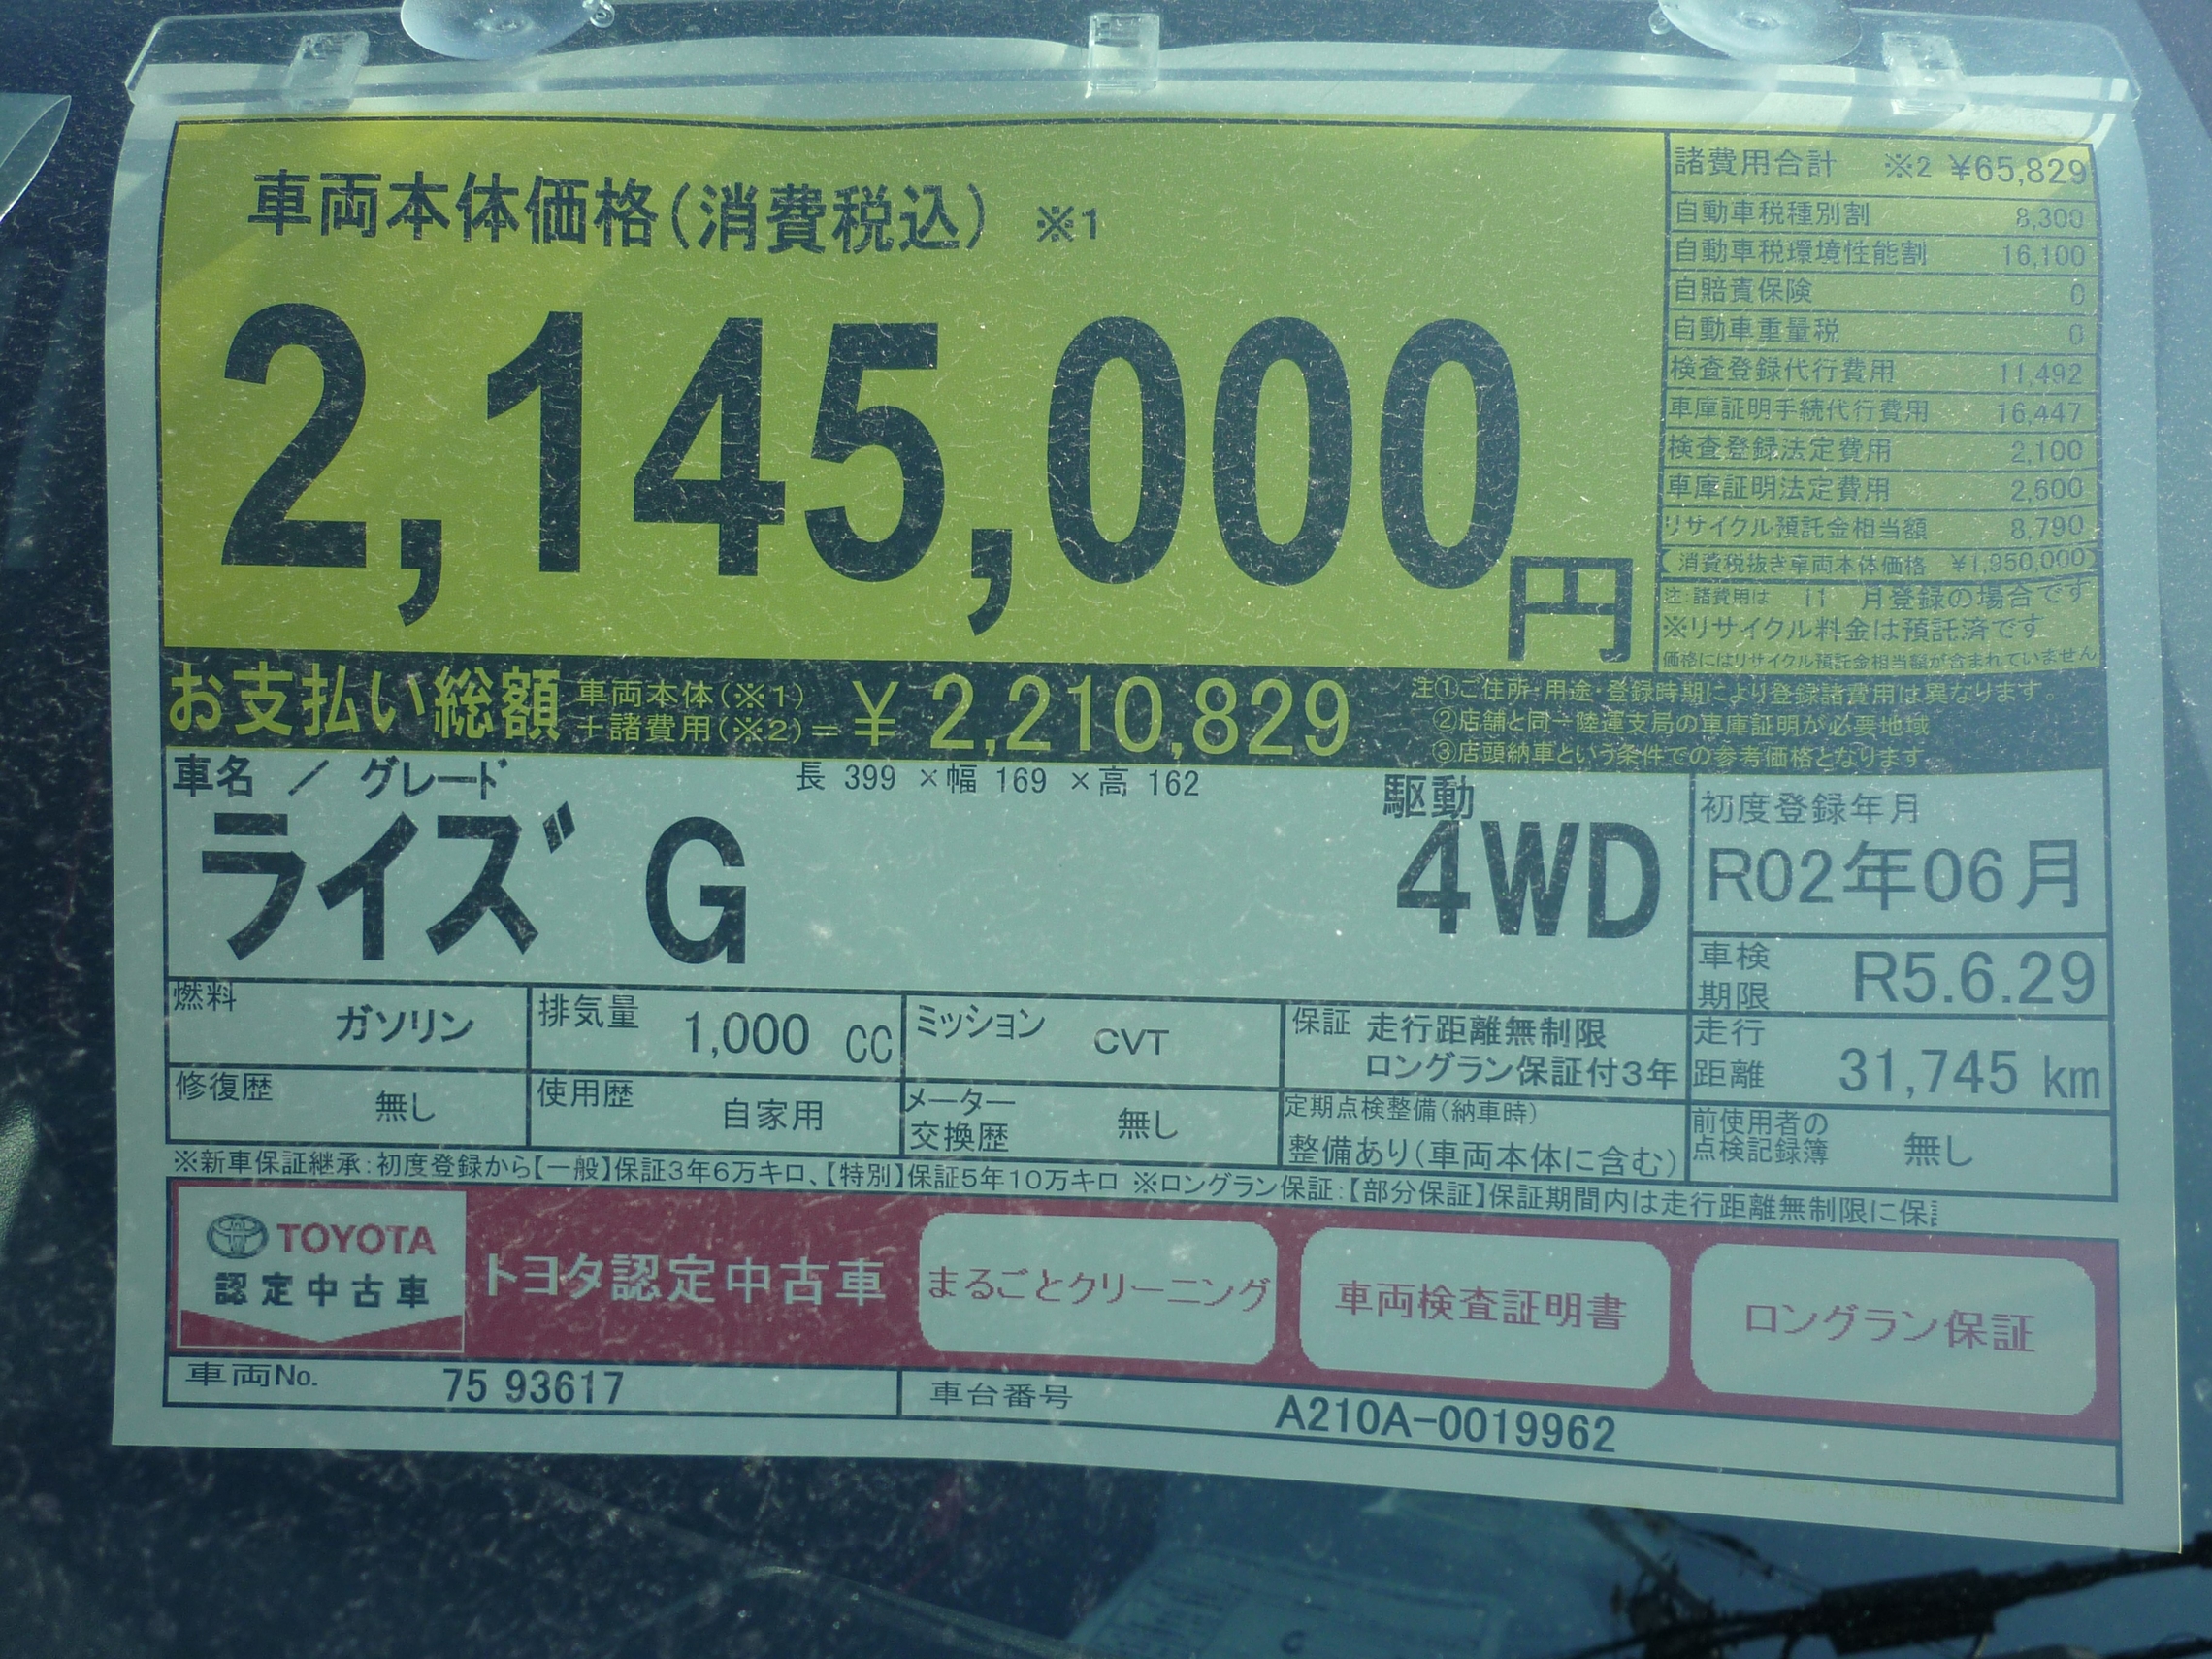 車両本体価格(消費税込) ※1
2,145,000円
諸費用合計 ※2 ¥65,829
自動車税種別割 8,300
自動車税環境性能割 16,100
自賠責保険 0
自動車重量税 0
検査登録代行費用 11,492
車庫証明手続代行費用 16,447
検査登録法定費用 2,100
車庫証明法定費用 2,600
リサイクル預託金相当額 8,790
【消費税抜き車両本体価格 ¥1,950,000】
注:諸費用は 11 月登録の場合です
※リサイクル料金は預託済です
価格にはリサイクル預託金相当額が含まれていません
お支払い総額 車両本体(※1)
+諸費用(※2)= ¥ 2,210,829
注①ご住所・用途・登録時期により登録諸費用は異なります。
②店舗と同一陸運支局の車庫証明が必要地域
③店頭納車という条件での参考価格となります
車名 / グレード 長 399 ×幅 169 ×高 162
ライズ G
駆動
4WD
初度登録年月
R02年06月
車検
期限 R5.6.29
燃料 ガソリン
排気量 1,000 CC
ミッション CVT
保証 走行距離無制限
ロングラン保証付3年
走行
距離 31,745 km
修復歴 無し
使用歴 自家用
メーター
交換歴 無し
定期点検整備(納車時)
整備あり(車両本体に含む)
前使用者の
点検記録簿 無し
※新車保証継承:初度登録から【一般】保証3年6万キロ、【特別】保証5年10万キロ ※ロングラン保証:【部分保証】保証期間内は走行距離無制限に保
TOYOTA
認定中古車
トヨタ認定中古車
まるごとクリーニング
車両検査証明書
ロングラン保証
車両No. 75 93617
車台番号 A210A-0019962